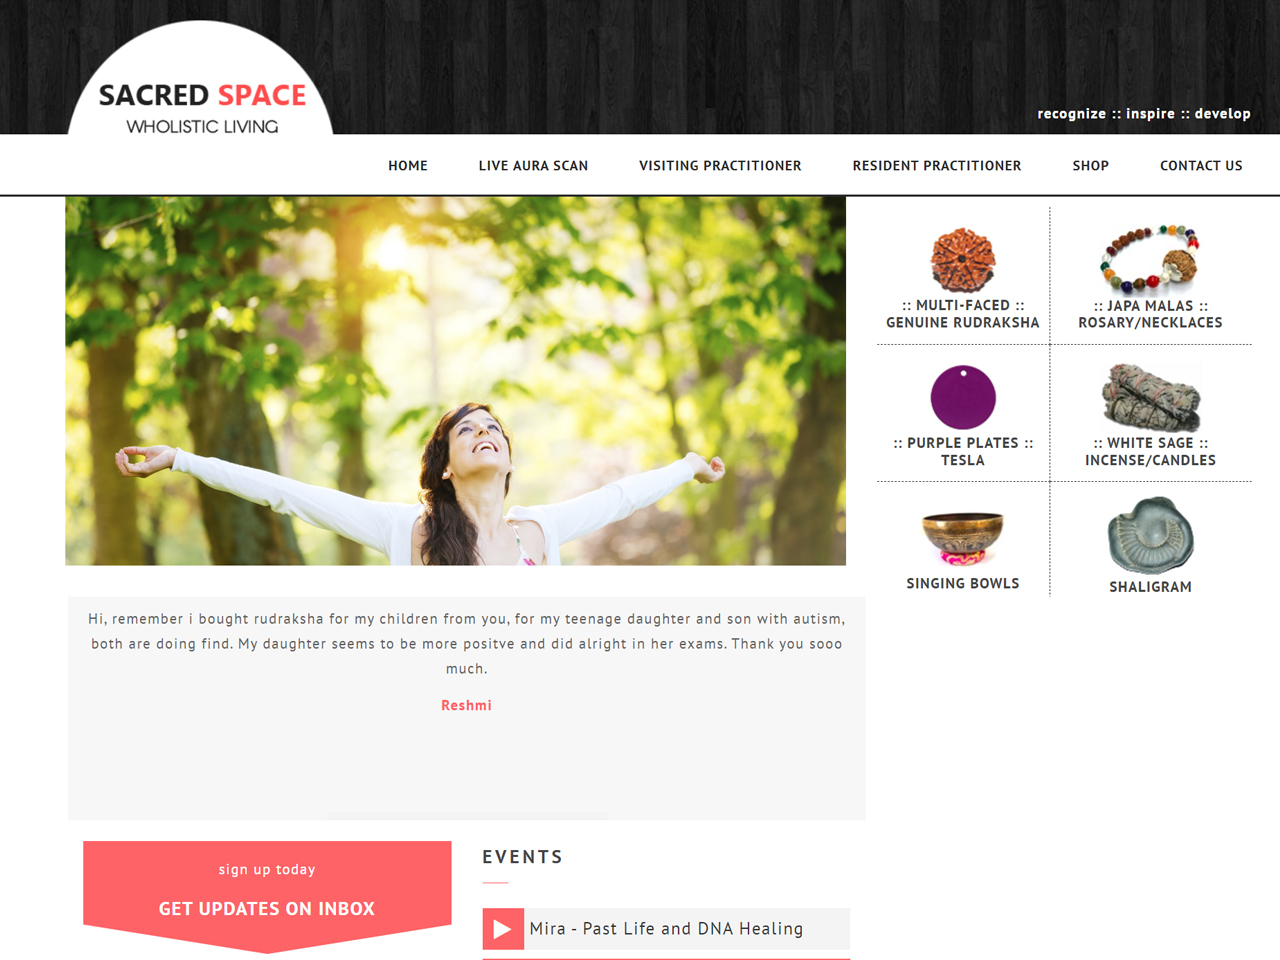 SACRED SPACE
WHOLISTIC LIVING
recognize :: inspire :: develop
HOME LIVE AURA SCAN VISITING PRACTITIONER RESIDENT PRACTITIONER SHOP CONTACT US
:: MULTI-FACED ::
GENUINE RUDRAKSHA
:: JAPA MALAS ::
ROSARY/NECKLACES
:: PURPLE PLATES ::
TESLA
:: WHITE SAGE ::
INCENSE/CANDLES
SINGING BOWLS
SHALIGRAM
Hi, remember i bought rudraksha for my children from you, for my teenage daughter and son with autism,
both are doing find. My daughter seems to be more positve and did alright in her exams. Thank you sooo
much.
Reshmi
sign up today
GET UPDATES ON INBOX
EVENTS
Mira - Past Life and DNA Healing